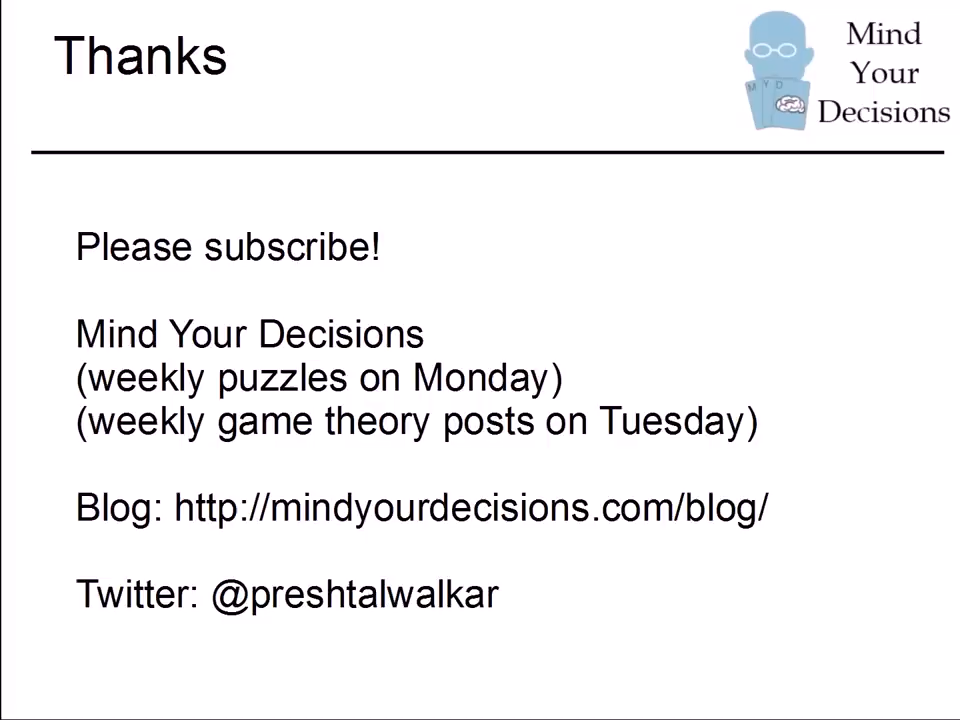 Thanks
Mind
Your
Decisions
M Y D
Please subscribe!
Mind Your Decisions
(weekly puzzles on Monday)
(weekly game theory posts on Tuesday)
Blog: http://mindyourdecisions.com/blog/
Twitter: @preshtalwalkar